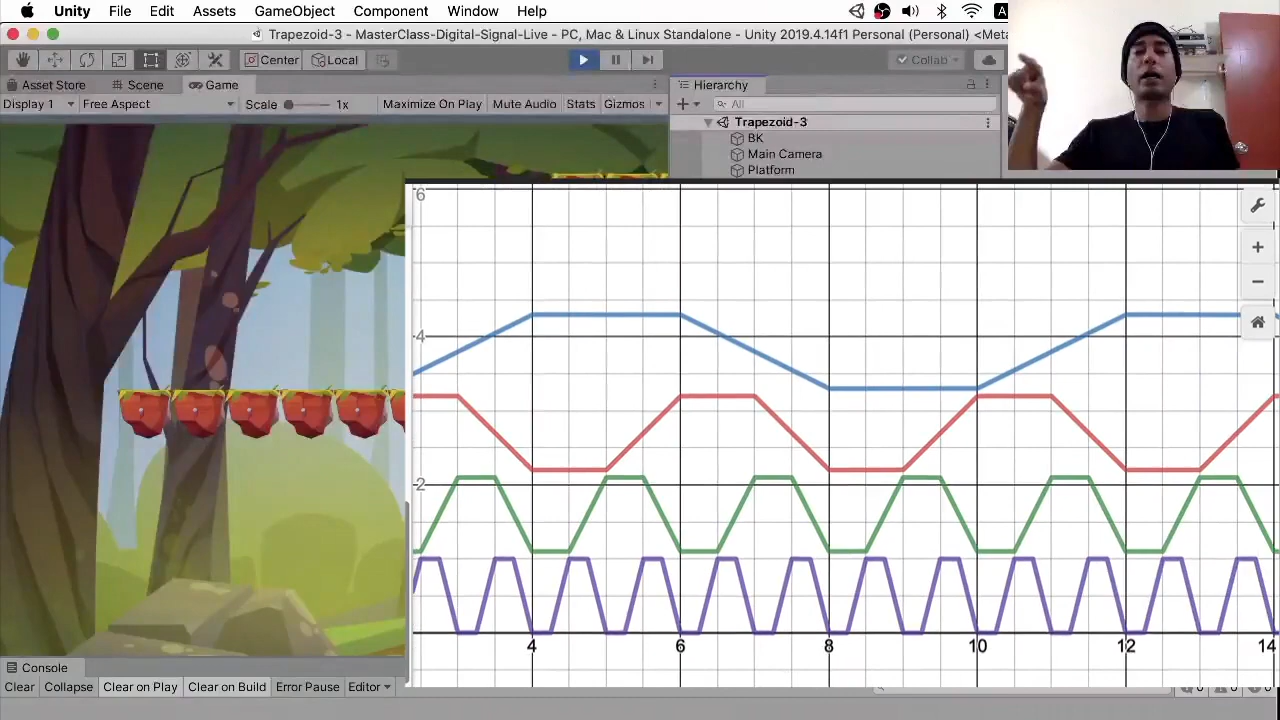 Unity File Edit Assets GameObject Component Window Help
Trapezoid-3 - MasterClass-Digital-Signal-Live - PC, Mac & Linux Standalone - Unity 2019.4.14f1 Personal (Personal) <Meta
Center Local Collab
Asset Store Scene Game Hierarchy
Display 1 Free Aspect Scale 1x Maximize On Play Mute Audio Stats Gizmos All
Trapezoid-3
BK
Main Camera
Platform
6
4
2
4 6 8 10 12 14
Console
Clear Collapse Clear on Play Clear on Build Error Pause Editor